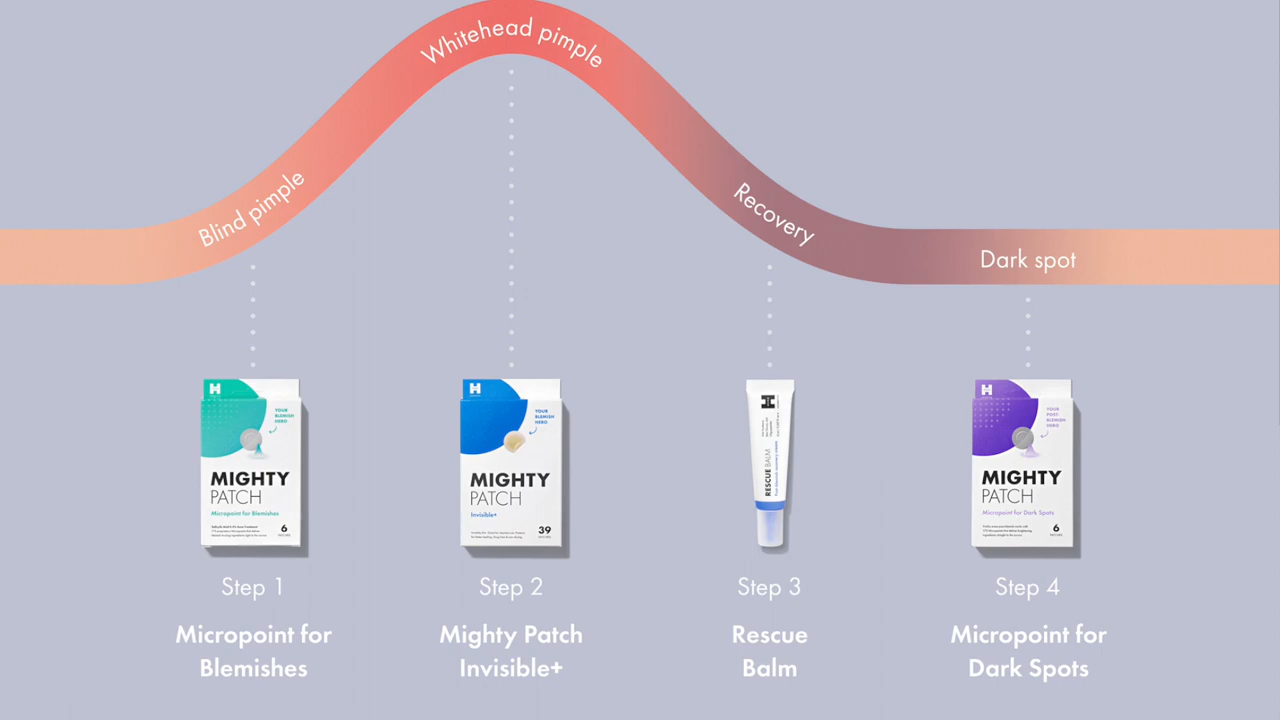 Whitehead pimple
Blind pimple
Recovery
Dark spot
H
YOUR
BLEMISH
HERO
MIGHTY
PATCH
Micropoint for Blemishes
6
H
YOUR
BLEMISH
HERO
MIGHTY
PATCH
Invisible+
39
H
RESCUE BALM
H
YOUR
POST-
BLEMISH
HERO
MIGHTY
PATCH
Micropoint for Dark Spots
6
Step 1
Step 2
Step 3
Step 4
Micropoint for
Blemishes
Mighty Patch
Invisible+
Rescue
Balm
Micropoint for
Dark Spots